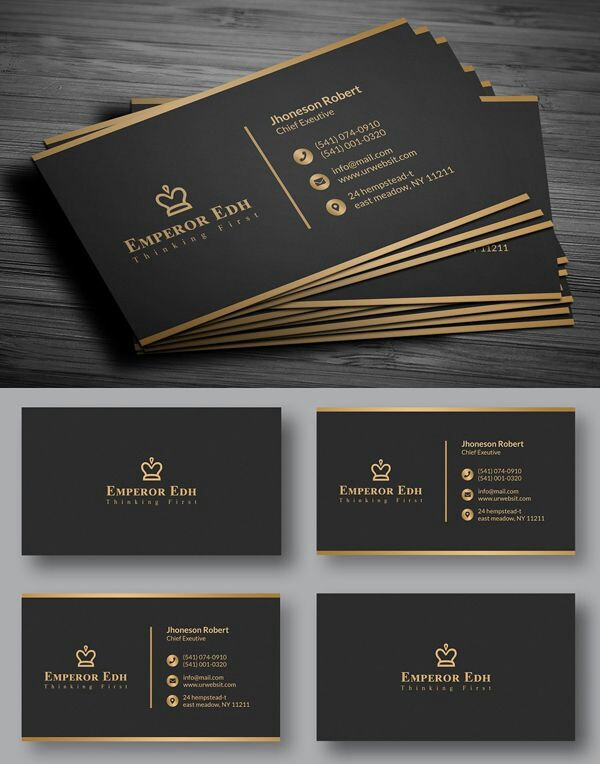 Jhoneson Robert
Chief Exeutive
(541) 074-0910
(541) 001-0320
info@mail.com
www.urwebsit.com
24 hempstead-t
east meadow, NY 11211
EMPEROR EDH
Thinking First
11211
EMPEROR EDH
Thinking First
EMPEROR EDH
Thinking First
Jhoneson Robert
Chief Exeutive
(541) 074-0910
(541) 001-0320
info@mail.com
www.urwebsit.com
24 hempstead-t
east meadow, NY 11211
EMPEROR EDH
Thinking First
Jhoneson Robert
Chief Exeutive
(541) 074-0910
(541) 001-0320
info@mail.com
www.urwebsit.com
24 hempstead-t
east meadow, NY 11211
EMPEROR EDH
Thinking First